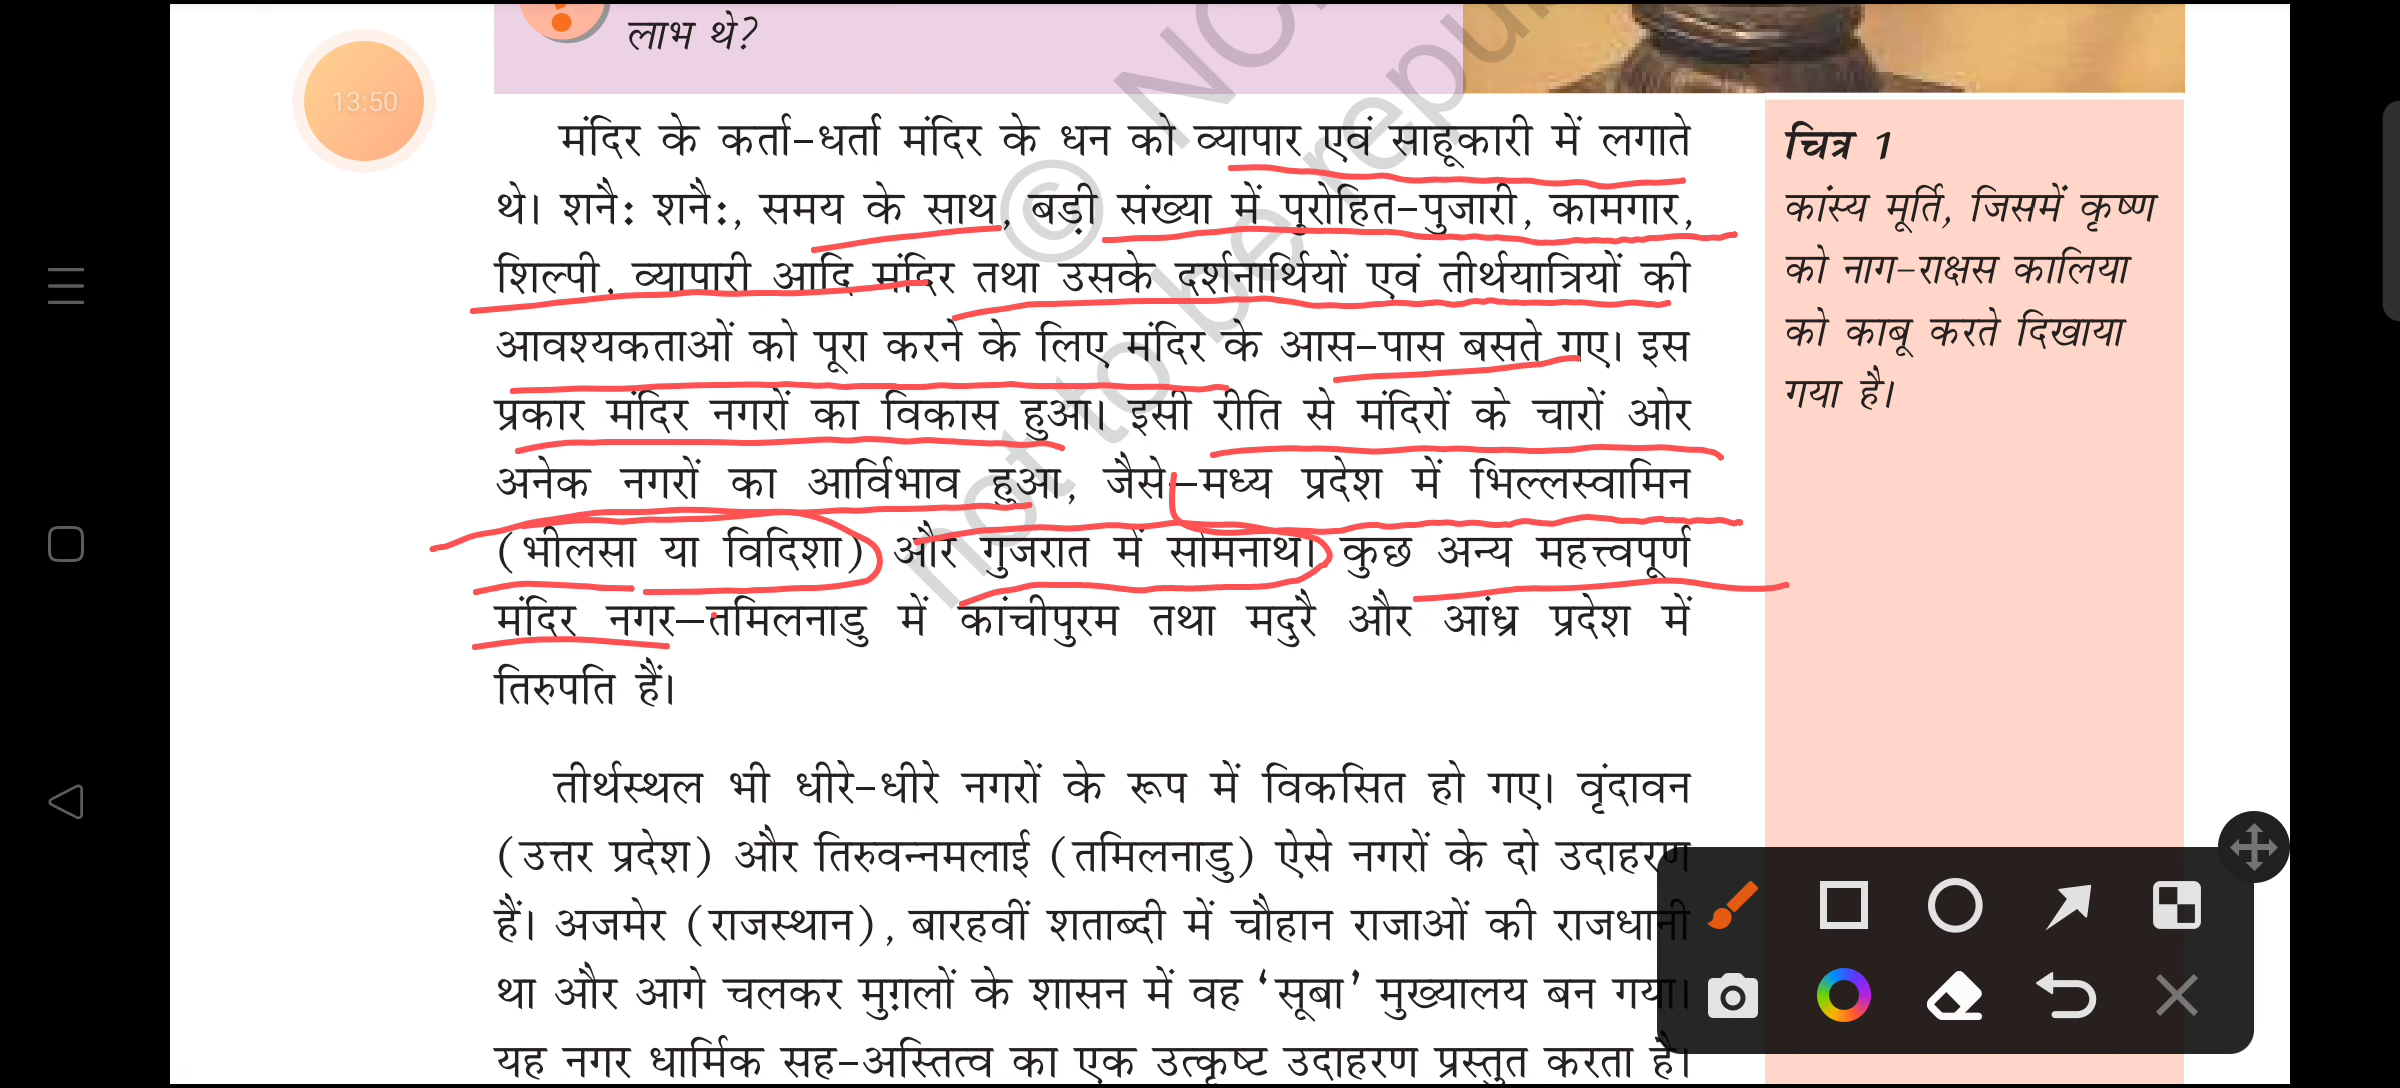 लाभ थे?
13:50
मंदिर के कर्ता-धर्ता मंदिर के धन को व्यापार एवं साहूकारी में लगाते
थे। शनै: शनै:, समय के साथ, बड़ी संख्या में पुरोहित-पुजारी, कामगार,
शिल्पी, व्यापारी आदि मंदिर तथा उसके दर्शनार्थियों एवं तीर्थयात्रियों की
आवश्यकताओं को पूरा करने के लिए मंदिर के आस-पास बसते गए। इस
प्रकार मंदिर नगरों का विकास हुआ। इसी रीति से मंदिरों के चारों ओर
अनेक नगरों का आर्विभाव हुआ, जैसे–मध्य प्रदेश में भिल्लस्वामिन
(भीलसा या विदिशा) और गुजरात में सोमनाथ। कुछ अन्य महत्त्वपूर्ण
मंदिर नगर–तमिलनाडु में कांचीपुरम तथा मदुरै और आंध्र प्रदेश में
तिरुपति हैं।
तीर्थस्थल भी धीरे-धीरे नगरों के रूप में विकसित हो गए। वृंदावन
(उत्तर प्रदेश) और तिरुवन्नमलाई (तमिलनाडु) ऐसे नगरों के दो उदाहरण
हैं। अजमेर (राजस्थान), बारहवीं शताब्दी में चौहान राजाओं की राजधानी
था और आगे चलकर मुग़लों के शासन में वह ‘सूबा’ मुख्यालय बन गया।
यह नगर धार्मिक सह-अस्तित्व का एक उत्कृष्ट उदाहरण प्रस्तुत करता है।
चित्र 1
कांस्य मूर्ति, जिसमें कृष्ण
को नाग-राक्षस कालिया
को काबू करते दिखाया
गया है।
© NC
not to be repu